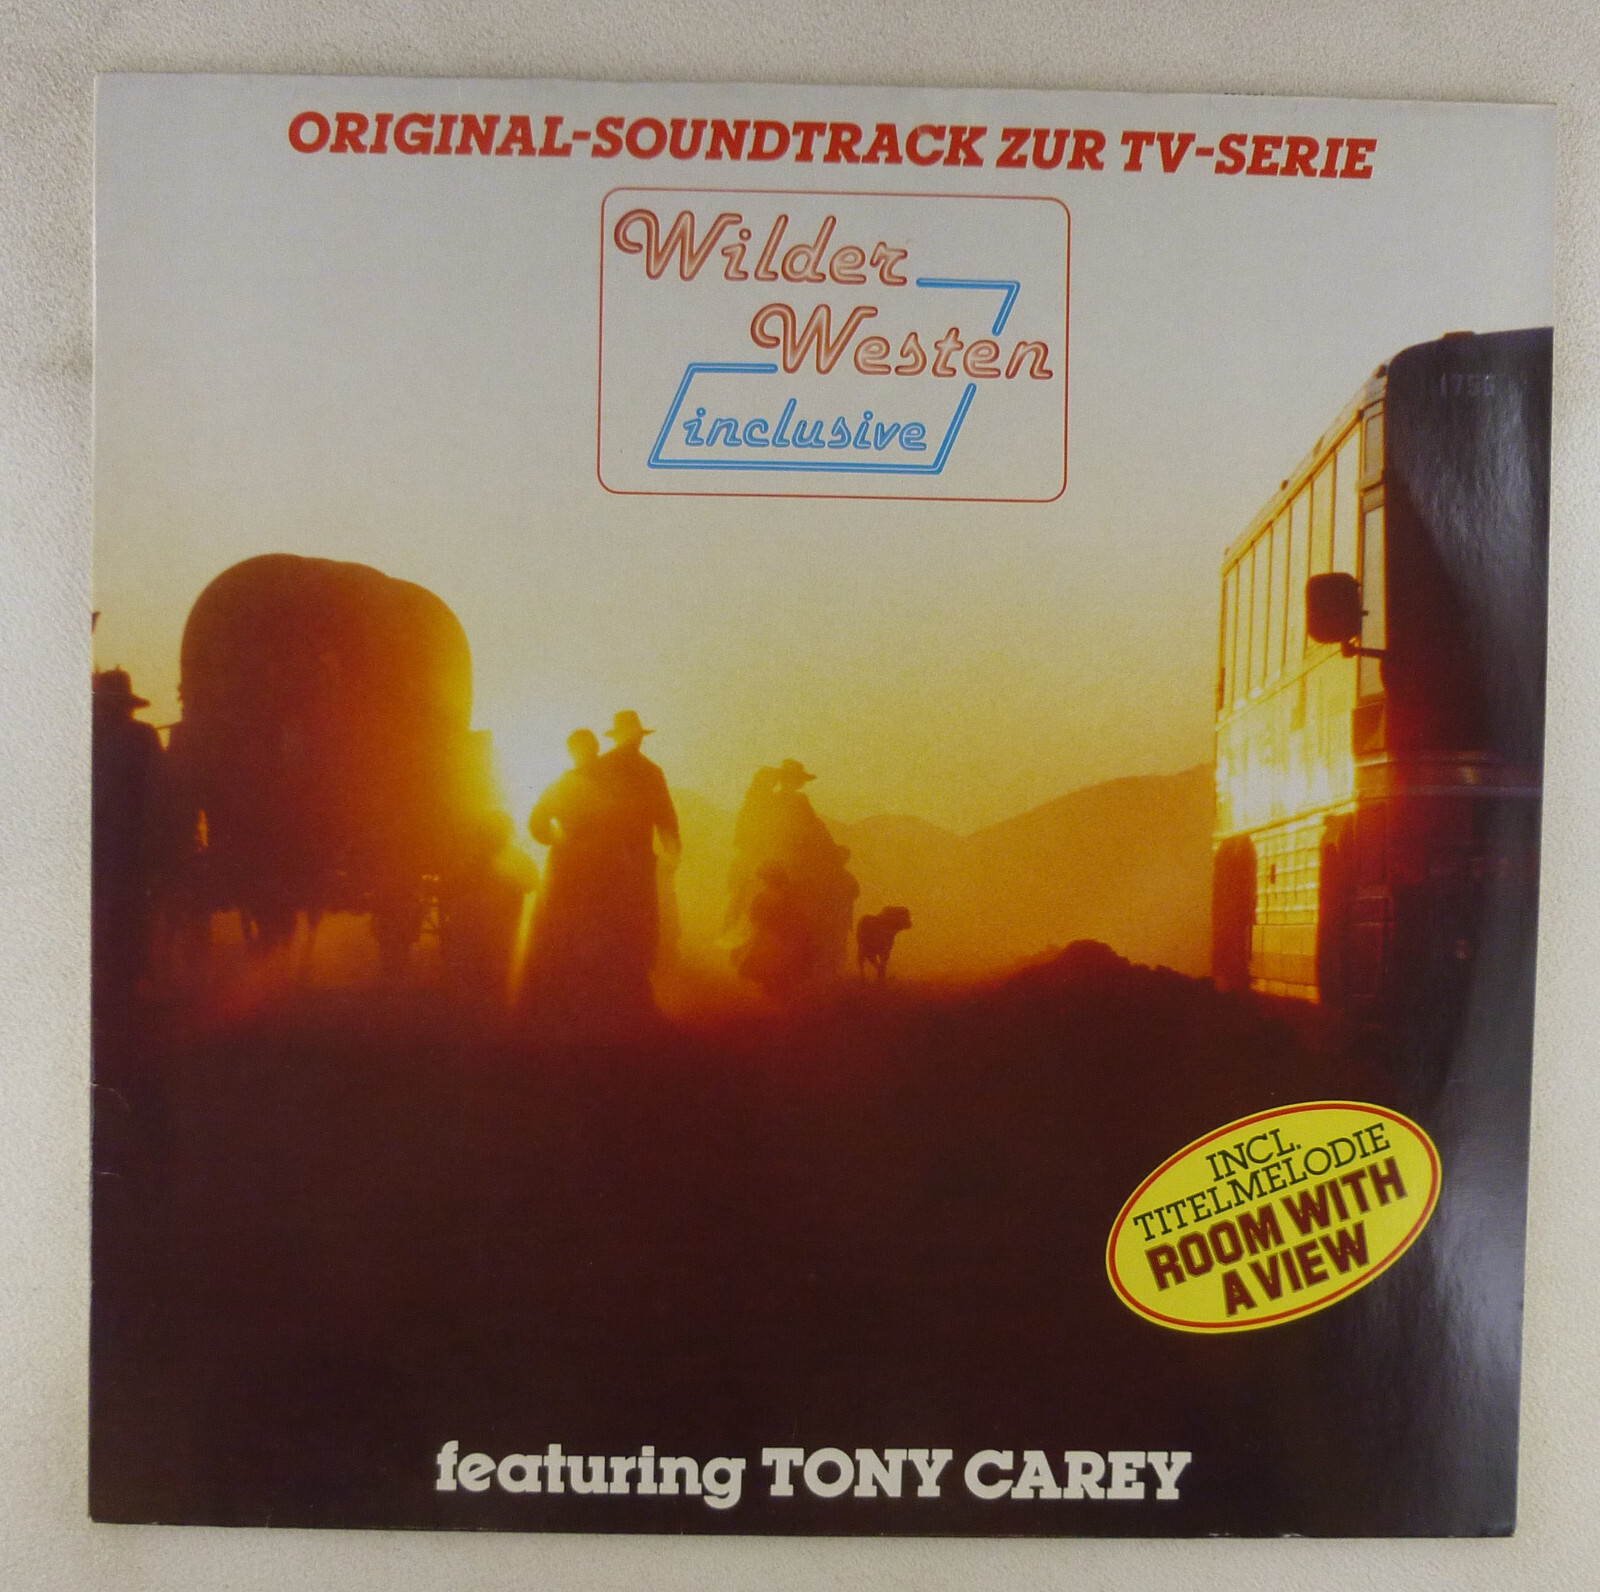 ORIGINAL-SOUNDTRACK ZUR TV-SERIE
Wilder
Westen
inclusive
INCL.
TITELMELODIE
ROOM WITH
A VIEW
featuring TONY CAREY